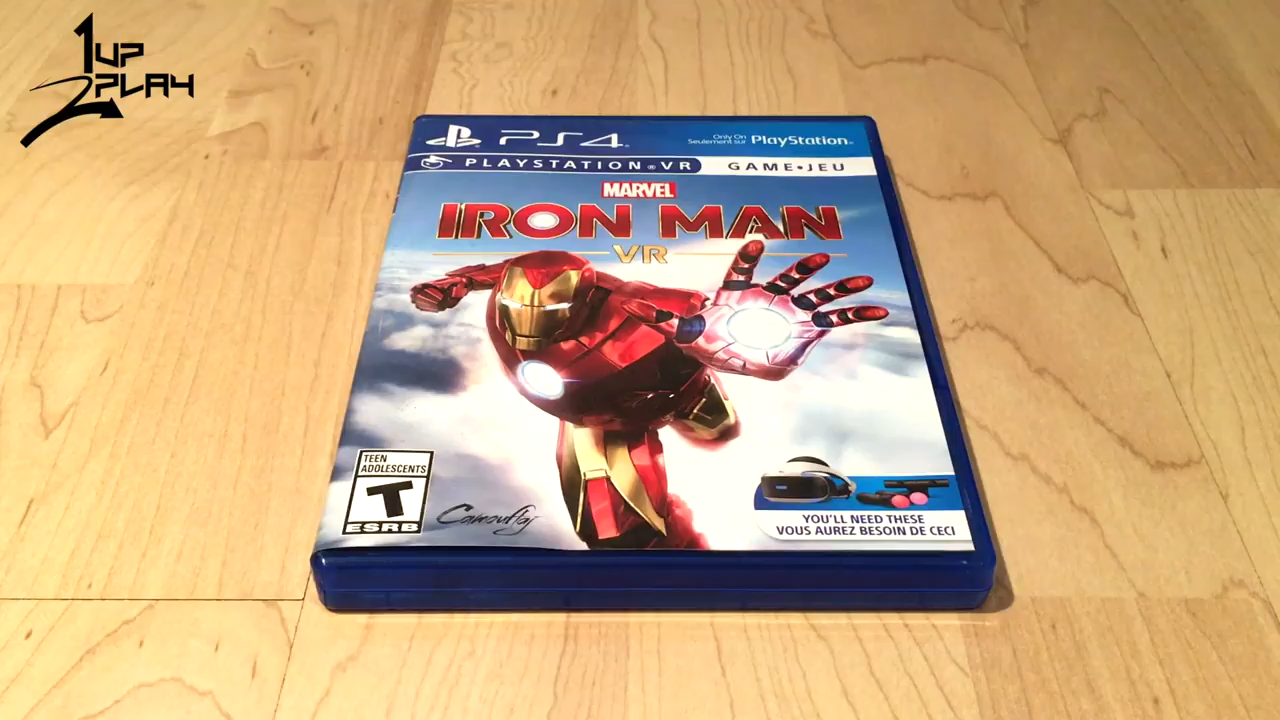 1UP
2PLAY
PS4
Only On
Seulement sur
PlayStation
PLAYSTATION®VR
GAME•JEU
MARVEL
IRON MAN
VR
TEEN
ADOLESCENTS
T
ESRB
Camouflaj
YOU'LL NEED THESE
VOUS AUREZ BESOIN DE CECI